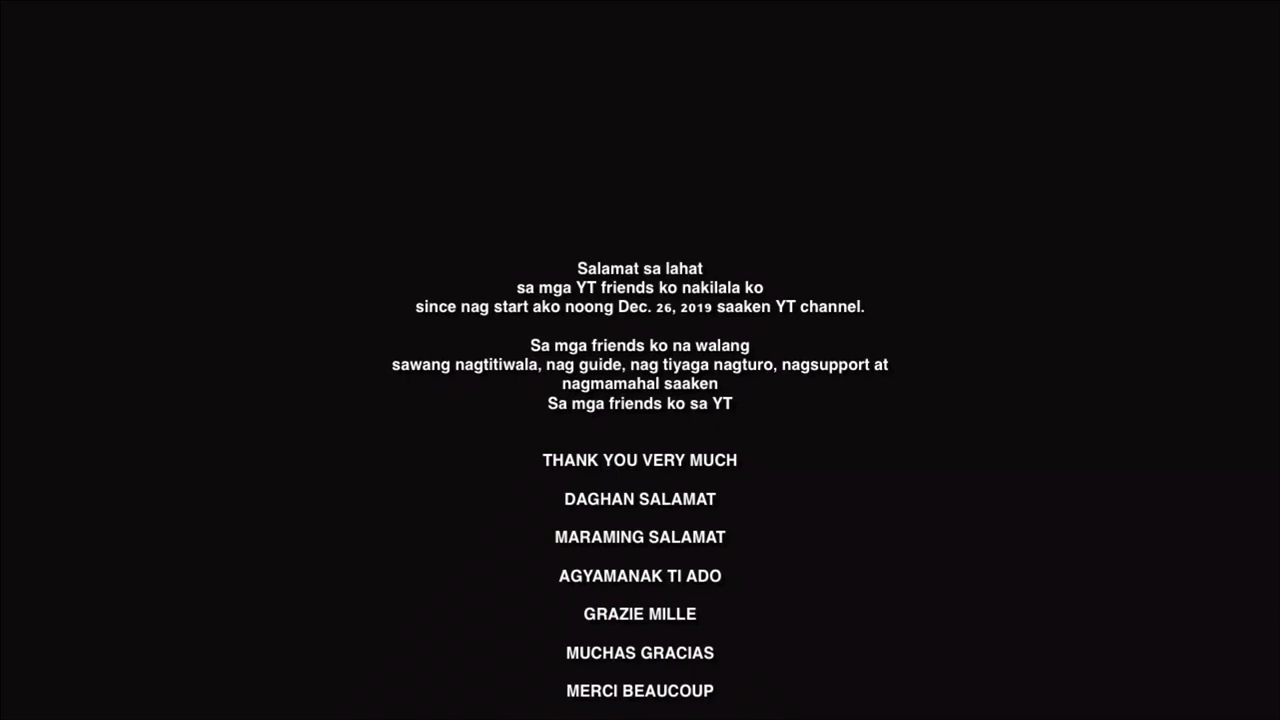 Salamat sa lahat
sa mga YT friends ko nakilala ko
since nag start ako noong Dec. 26, 2019 saaken YT channel.
Sa mga friends ko na walang
sawang nagtitiwala, nag guide, nag tiyaga nagturo, nagsupport at
nagmamahal saaken
Sa mga friends ko sa YT
THANK YOU VERY MUCH
DAGHAN SALAMAT
MARAMING SALAMAT
AGYAMANAK TI ADO
GRAZIE MILLE
MUCHAS GRACIAS
MERCI BEAUCOUP